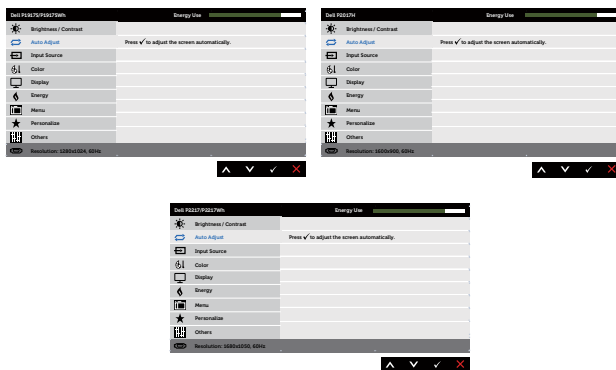 Dell P1917S/P1917SWh Energy Use
Brightness / Contrast
Auto Adjust Press ✓ to adjust the screen automatically.
Input Source
Color
Display
Energy
Menu
Personalize
Others
Resolution: 1280x1024, 60Hz
Dell P2017H Energy Use
Brightness / Contrast
Auto Adjust Press ✓ to adjust the screen automatically.
Input Source
Color
Display
Energy
Menu
Personalize
Others
Resolution: 1600x900, 60Hz
Dell P2217/P2217Wh Energy Use
Brightness / Contrast
Auto Adjust Press ✓ to adjust the screen automatically.
Input Source
Color
Display
Energy
Menu
Personalize
Others
Resolution: 1680x1050, 60Hz